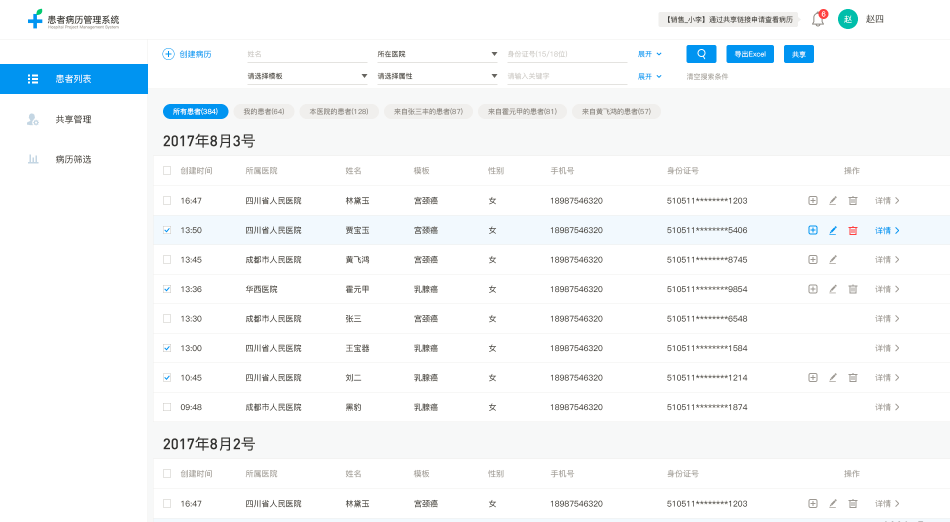 患者病历管理系统
Hospital Project Management System
【销售_小李】通过共享链接申请查看病历
6
赵
赵四
创建病历
姓名
所在医院
身份证号(15/18位)
展开
导出Excel
共享
请选择模板
请选择属性
请输入关键字
展开
清空搜索条件
患者列表
共享管理
病历筛选
所有患者(384)
我的患者(64)
本医院的患者(128)
来自张三丰的患者(87)
来自霍元甲的患者(81)
来自黄飞鸿的患者(57)
2017年8月3号
创建时间 所属医院 姓名 模板 性别 手机号 身份证号 操作
16:47 四川省人民医院 林黛玉 宫颈癌 女 18987546320 510511********1203 详情
13:50 四川省人民医院 贾宝玉 宫颈癌 女 18987546320 510511********5406 详情
13:45 成都市人民医院 黄飞鸿 宫颈癌 女 18987546320 510511********8745 详情
13:36 华西医院 霍元甲 乳腺癌 女 18987546320 510511********9854 详情
13:30 成都市人民医院 张三 宫颈癌 女 18987546320 510511********6548 详情
13:00 四川省人民医院 王宝器 乳腺癌 女 18987546320 510511********1584 详情
10:45 四川省人民医院 刘二 乳腺癌 女 18987546320 510511********1214 详情
09:48 成都市人民医院 黑豹 乳腺癌 女 18987546320 510511********1874 详情
2017年8月2号
创建时间 所属医院 姓名 模板 性别 手机号 身份证号 操作
16:47 四川省人民医院 林黛玉 宫颈癌 女 18987546320 510511********1203 详情